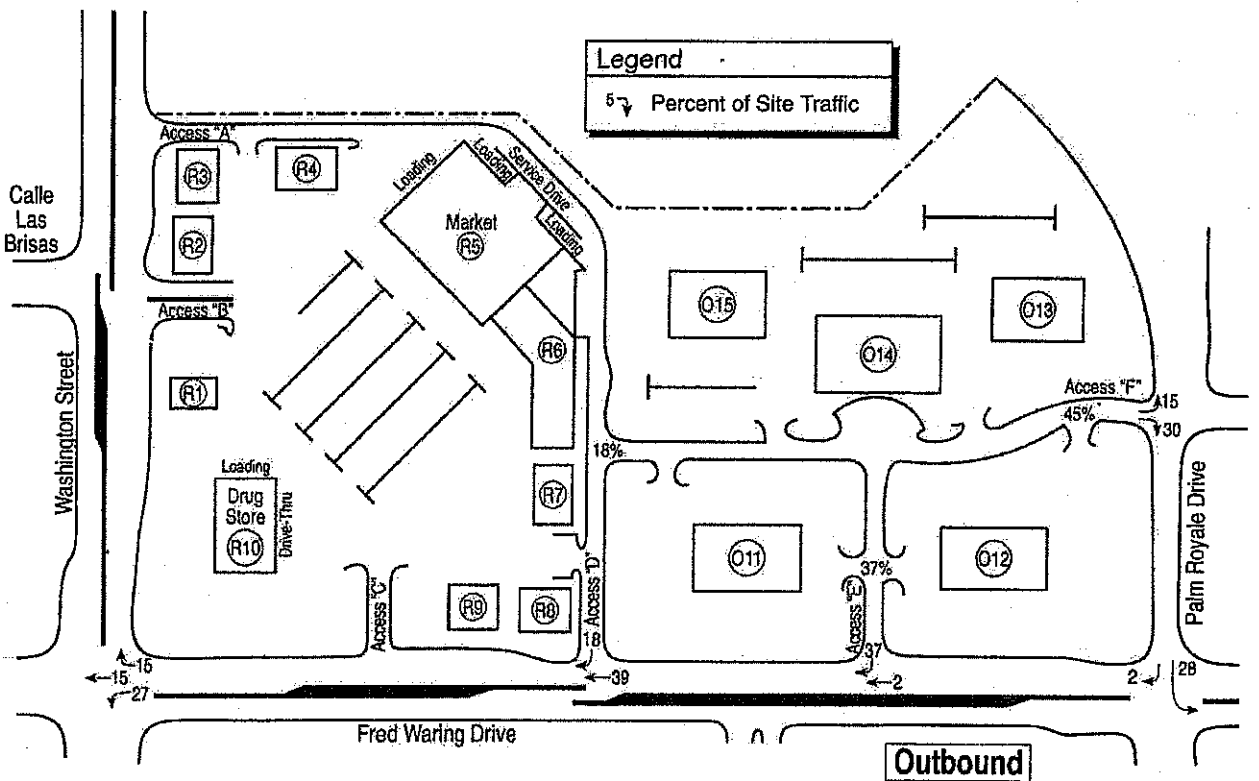 Legend
5 Percent of Site Traffic
Access "A"
R3
R4
Loading
Loading
Service Drive
Loading
Calle
Las
Brisas
R2
Market
R5
Access "B"
O15
O13
O14
R6
R1
Access "F"
45%
15
30
18%
Washington Street
Loading
Drug
Store
R10
Drive-Thru
R7
O11
O12
37%
Palm Royale Drive
Access "C"
R9
R8
Access "D"
Access "E"
18
37
15
15
27
39
2
2
28
Fred Waring Drive
Outbound